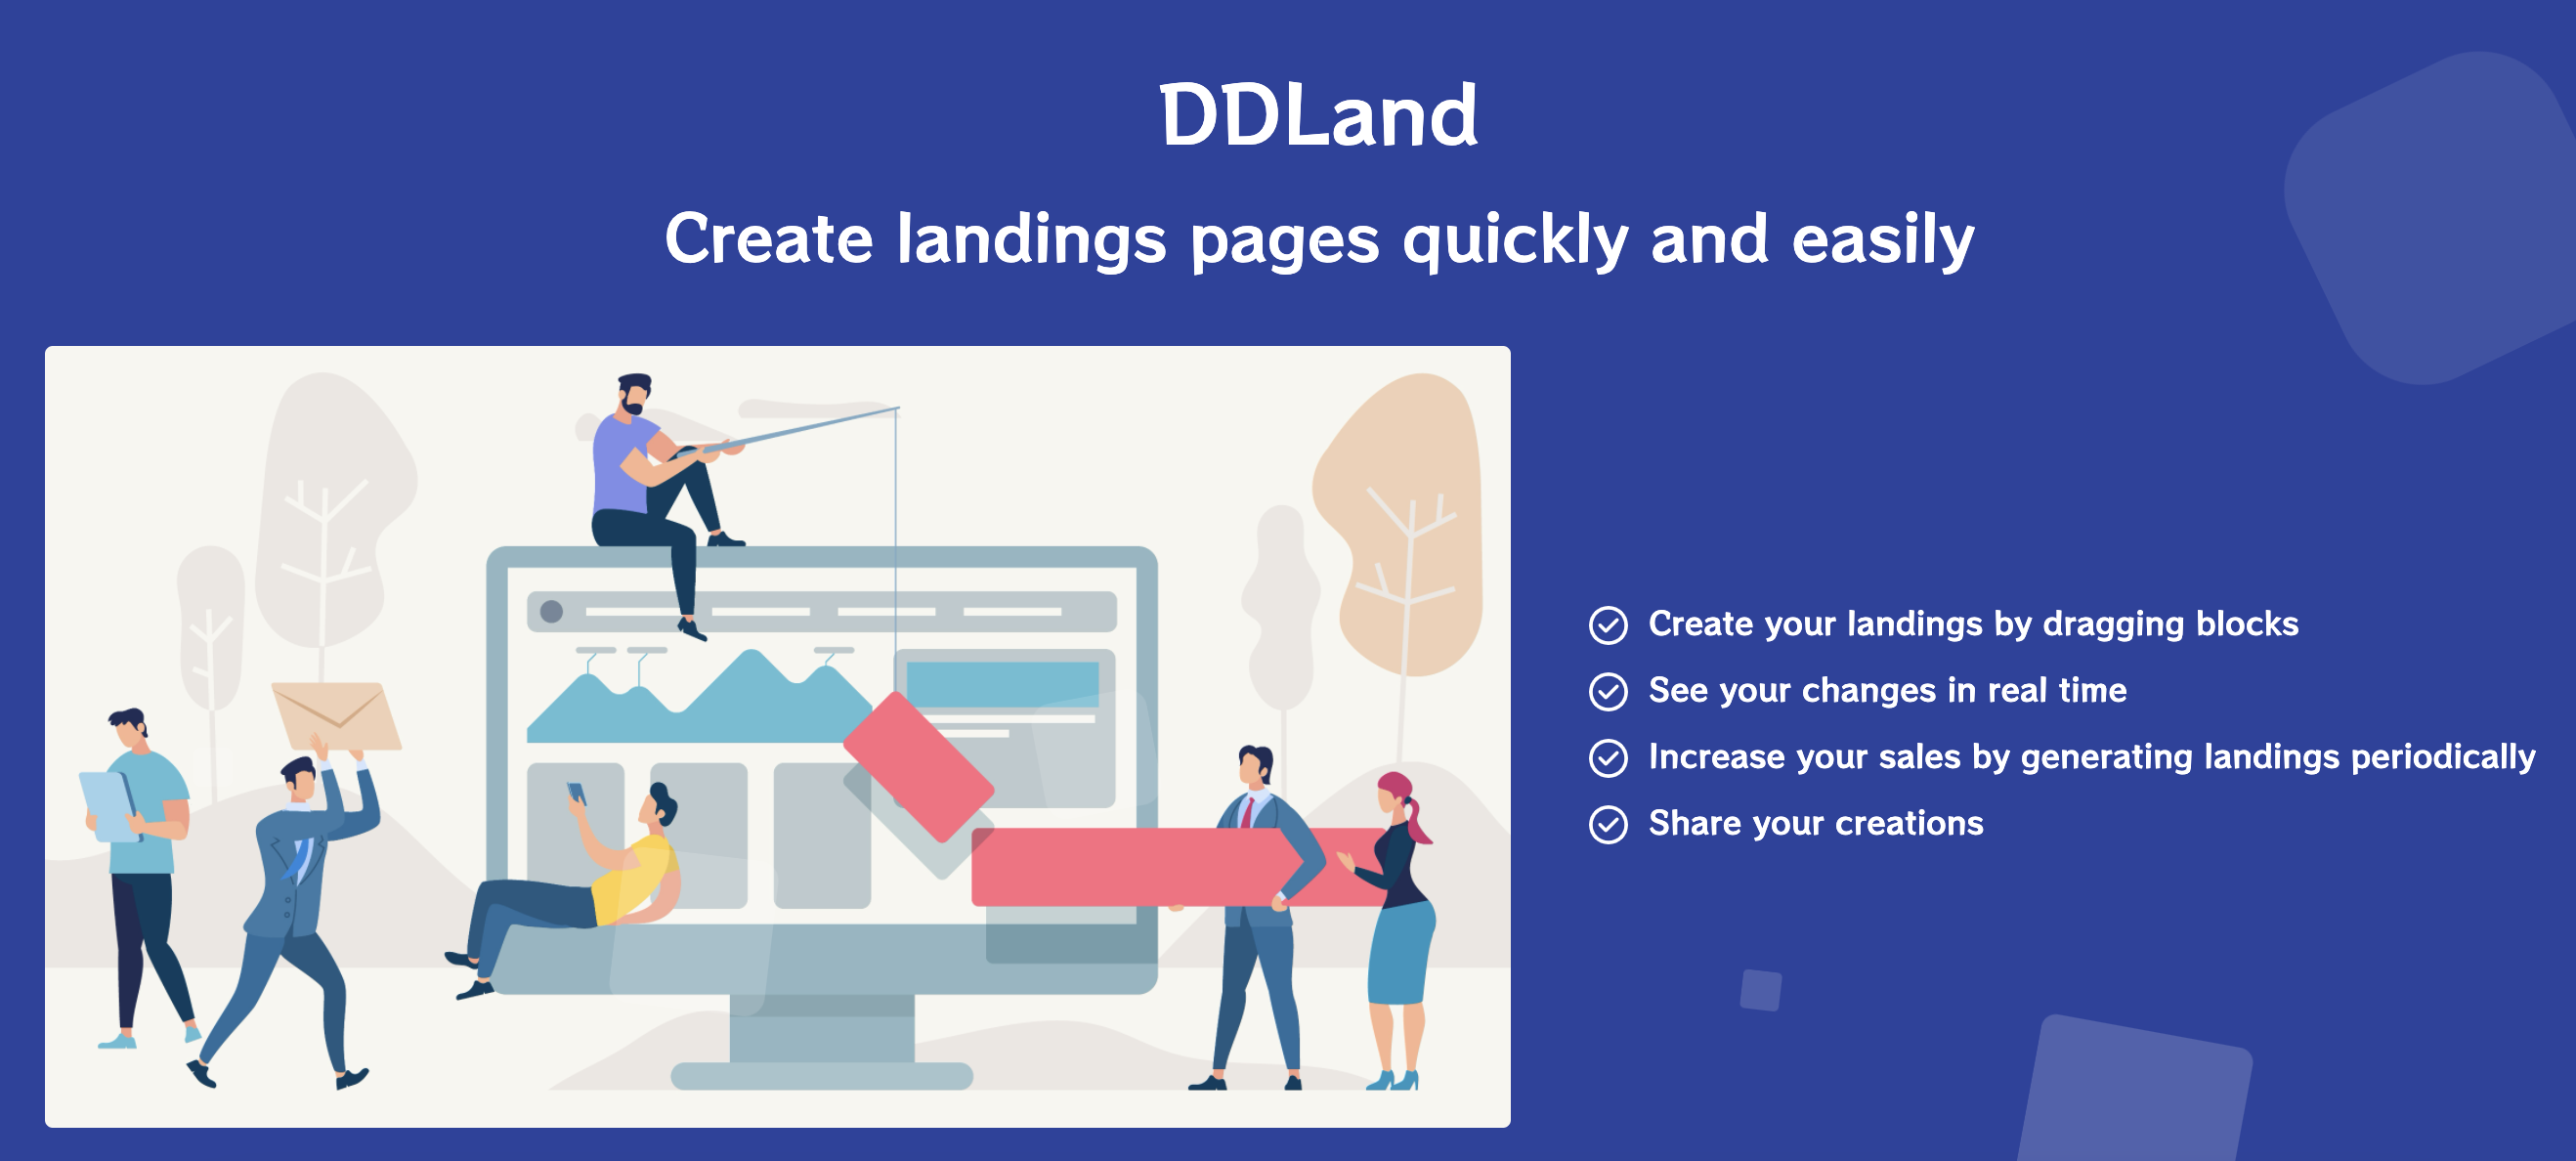 DDLand
Create landings pages quickly and easily
Create your landings by dragging blocks
See your changes in real time
Increase your sales by generating landings periodically
Share your creations